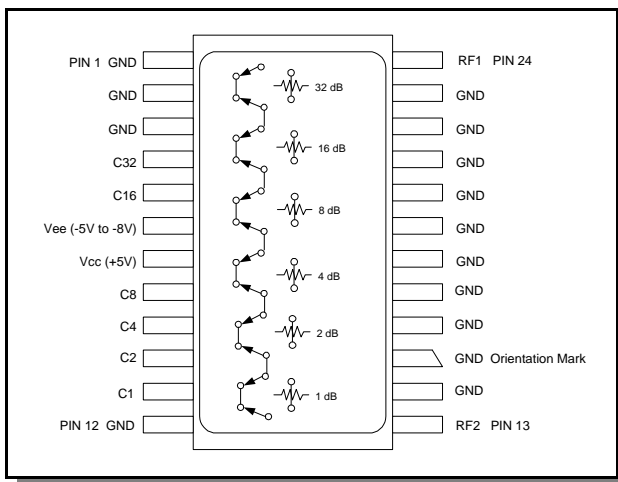 PIN 1 GND
GND
GND
C32
C16
Vee (-5V to -8V)
Vcc (+5V)
C8
C4
C2
C1
PIN 12 GND
32 dB
16 dB
8 dB
4 dB
2 dB
1 dB
RF1 PIN 24
GND
GND
GND
GND
GND
GND
GND
GND
GND Orientation Mark
GND
RF2 PIN 13